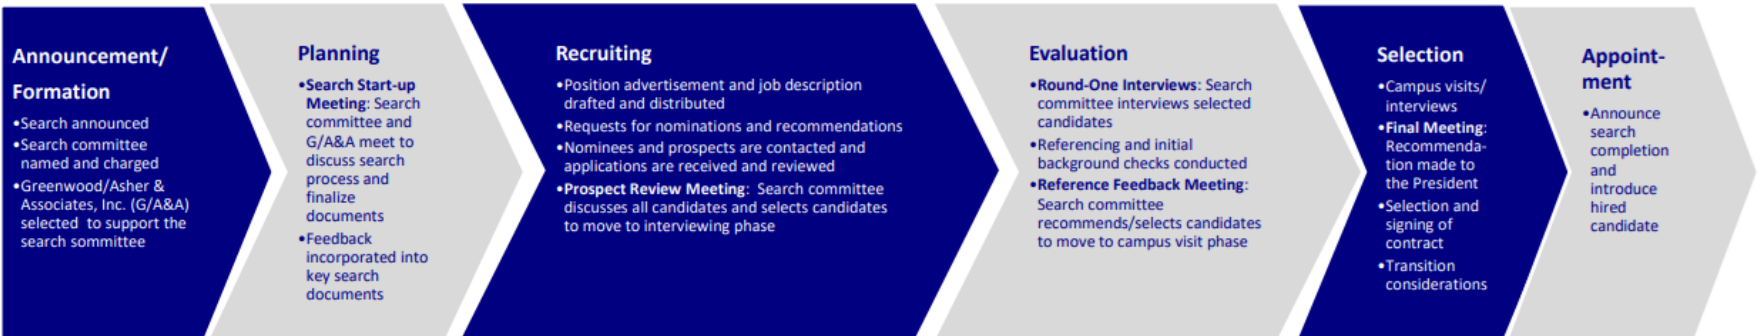 Announcement/
Formation
•Search announced
•Search committee
named and charged
•Greenwood/Asher &
Associates, Inc. (G/A&A)
selected to support the
search sommittee
Planning
•Search Start-up
Meeting: Search
committee and
G/A&A meet to
discuss search
process and
finalize
documents
•Feedback
incorporated into
key search
documents
Recruiting
•Position advertisement and job description
drafted and distributed
•Requests for nominations and recommendations
•Nominees and prospects are contacted and
applications are received and reviewed
•Prospect Review Meeting: Search committee
discusses all candidates and selects candidates
to move to interviewing phase
Evaluation
•Round-One Interviews: Search
committee interviews selected
candidates
•Referencing and initial
background checks conducted
•Reference Feedback Meeting:
Search committee
recommends/selects candidates
to move to campus visit phase
Selection
•Campus visits/
interviews
•Final Meeting:
Recommenda-
tion made to
the President
•Selection and
signing of
contract
•Transition
considerations
Appoint-
ment
•Announce
search
completion
and
introduce
hired
candidate